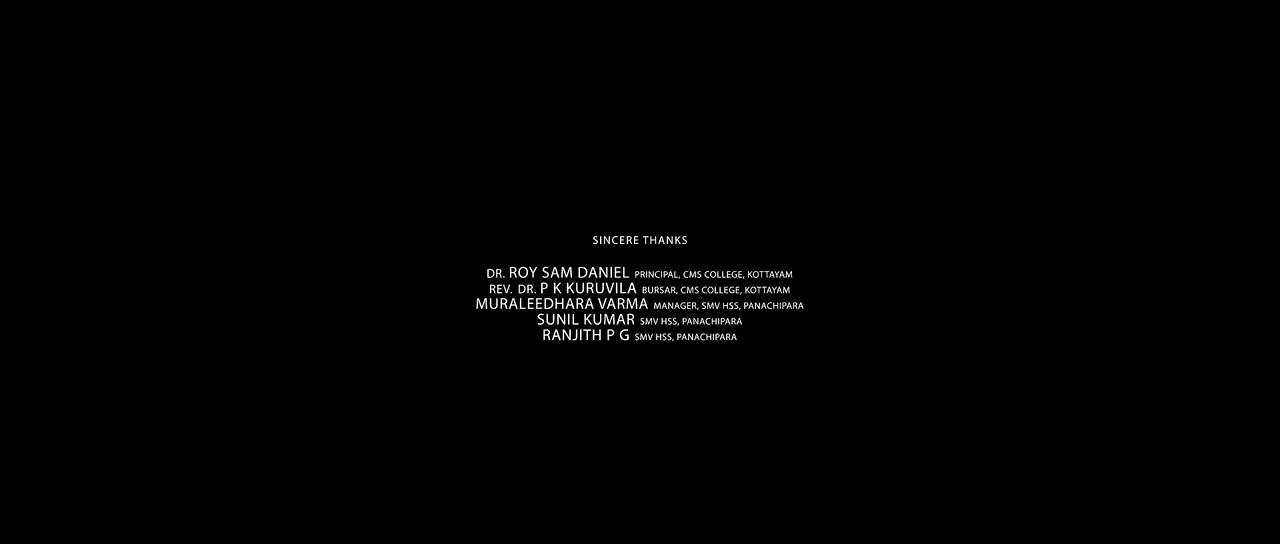 SINCERE THANKS
DR. ROY SAM DANIEL PRINCIPAL, CMS COLLEGE, KOTTAYAM
REV. DR. P K KURUVILA BURSAR, CMS COLLEGE, KOTTAYAM
MURALEEDHARA VARMA MANAGER, SMV HSS, PANACHIPARA
SUNIL KUMAR SMV HSS, PANACHIPARA
RANJITH P G SMV HSS, PANACHIPARA